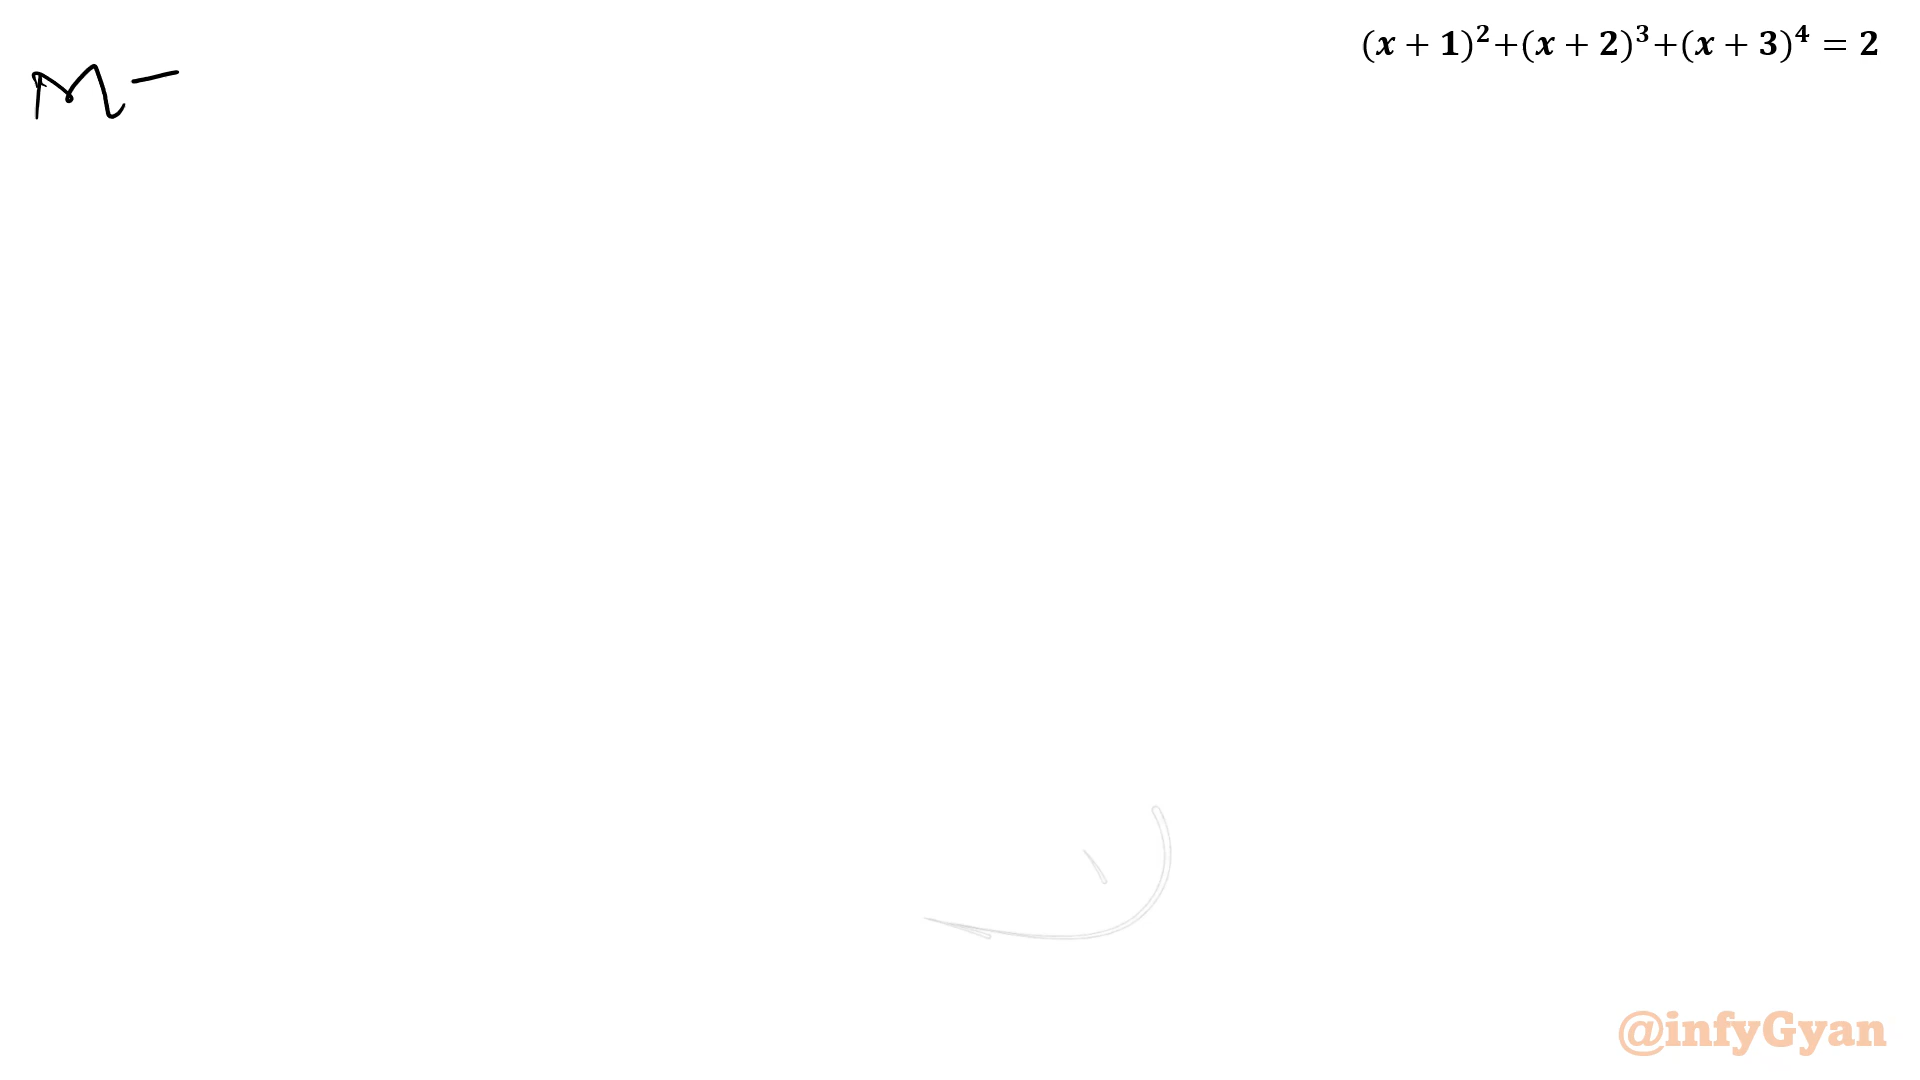 (x + 1)²+(x + 2)³+(x + 3)⁴ = 2
M-
@infyGyan